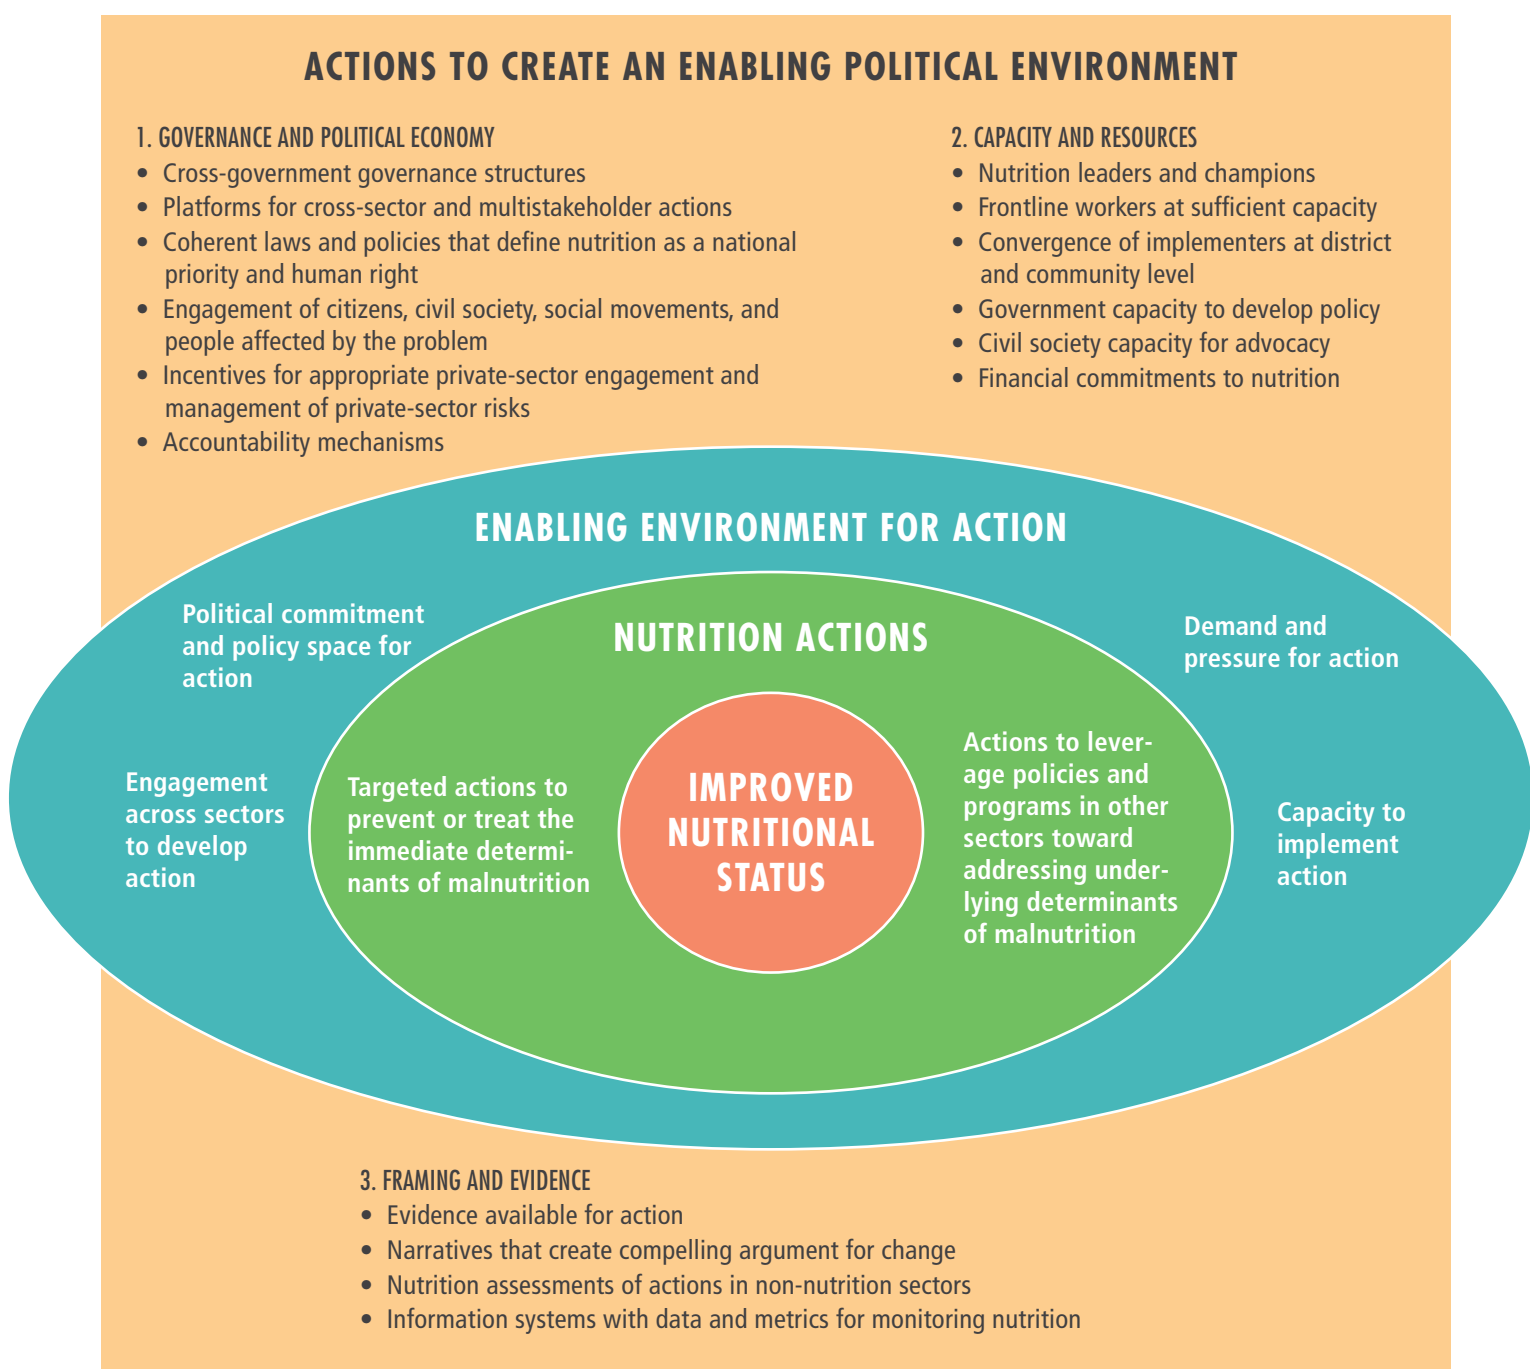 ACTIONS TO CREATE AN ENABLING POLITICAL ENVIRONMENT
1. GOVERNANCE AND POLITICAL ECONOMY
• Cross-government governance structures
• Platforms for cross-sector and multistakeholder actions
• Coherent laws and policies that define nutrition as a national
priority and human right
• Engagement of citizens, civil society, social movements, and
people affected by the problem
• Incentives for appropriate private-sector engagement and
management of private-sector risks
• Accountability mechanisms
2. CAPACITY AND RESOURCES
• Nutrition leaders and champions
• Frontline workers at sufficient capacity
• Convergence of implementers at district
and community level
• Government capacity to develop policy
• Civil society capacity for advocacy
• Financial commitments to nutrition
ENABLING ENVIRONMENT FOR ACTION
Political commitment
and policy space for
action
Engagement
across sectors
to develop
action
NUTRITION ACTIONS
Targeted actions to
prevent or treat the
immediate determi-
nants of malnutrition
IMPROVED
NUTRITIONAL
STATUS
Actions to lever-
age policies and
programs in other
sectors toward
addressing under-
lying determinants
of malnutrition
Demand and
pressure for action
Capacity to
implement
action
3. FRAMING AND EVIDENCE
• Evidence available for action
• Narratives that create compelling argument for change
• Nutrition assessments of actions in non-nutrition sectors
• Information systems with data and metrics for monitoring nutrition